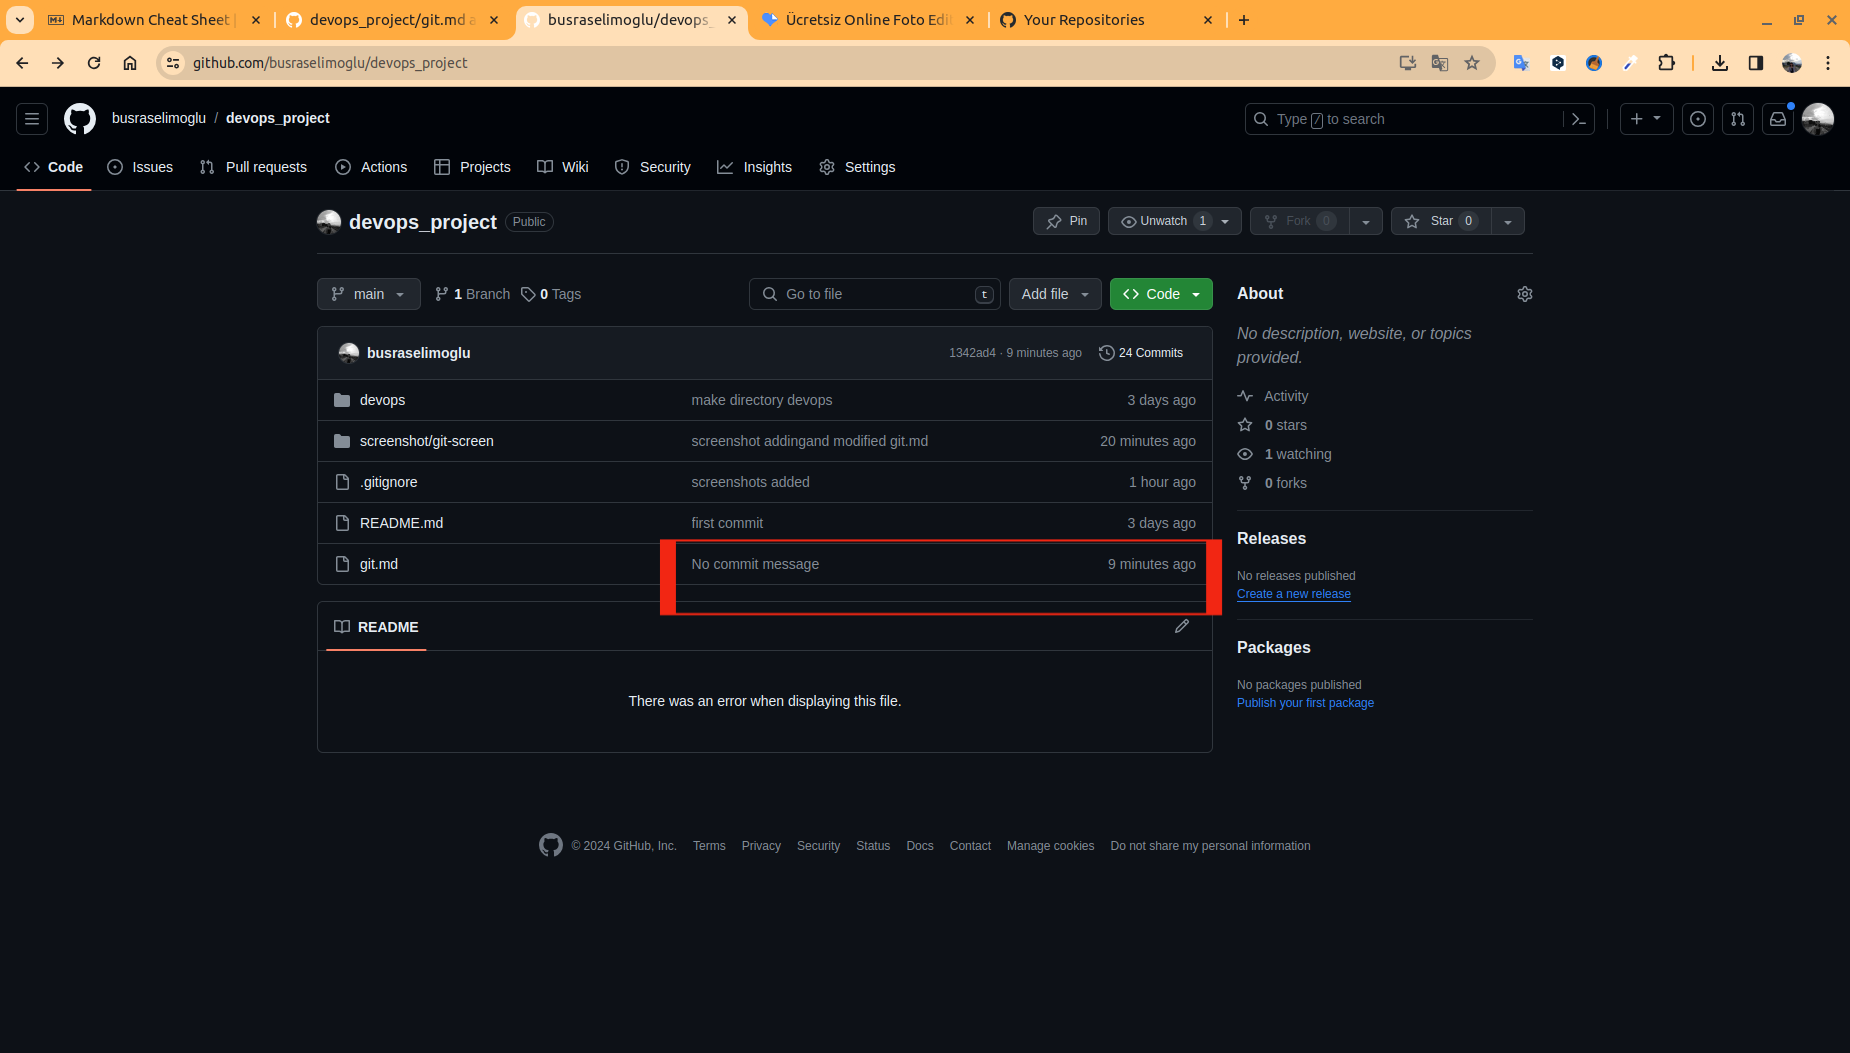 Markdown Cheat Sheet
devops_project/git.md a
busraselimoglu/devops_
Ücretsiz Online Foto Edi
Your Repositories
github.com/busraselimoglu/devops_project
busraselimoglu / devops_project
Type / to search
Code
Issues
Pull requests
Actions
Projects
Wiki
Security
Insights
Settings
devops_project Public
Pin
Unwatch 1
Fork 0
Star 0
main
1 Branch
0 Tags
Go to file t
Add file
Code
busraselimoglu
1342ad4 · 9 minutes ago
24 Commits
devops make directory devops 3 days ago
screenshot/git-screen screenshot addingand modified git.md 20 minutes ago
.gitignore screenshots added 1 hour ago
README.md first commit 3 days ago
git.md No commit message 9 minutes ago
README
There was an error when displaying this file.
About
No description, website, or topics
provided.
Activity
0 stars
1 watching
0 forks
Releases
No releases published
Create a new release
Packages
No packages published
Publish your first package
© 2024 GitHub, Inc. Terms Privacy Security Status Docs Contact Manage cookies Do not share my personal information